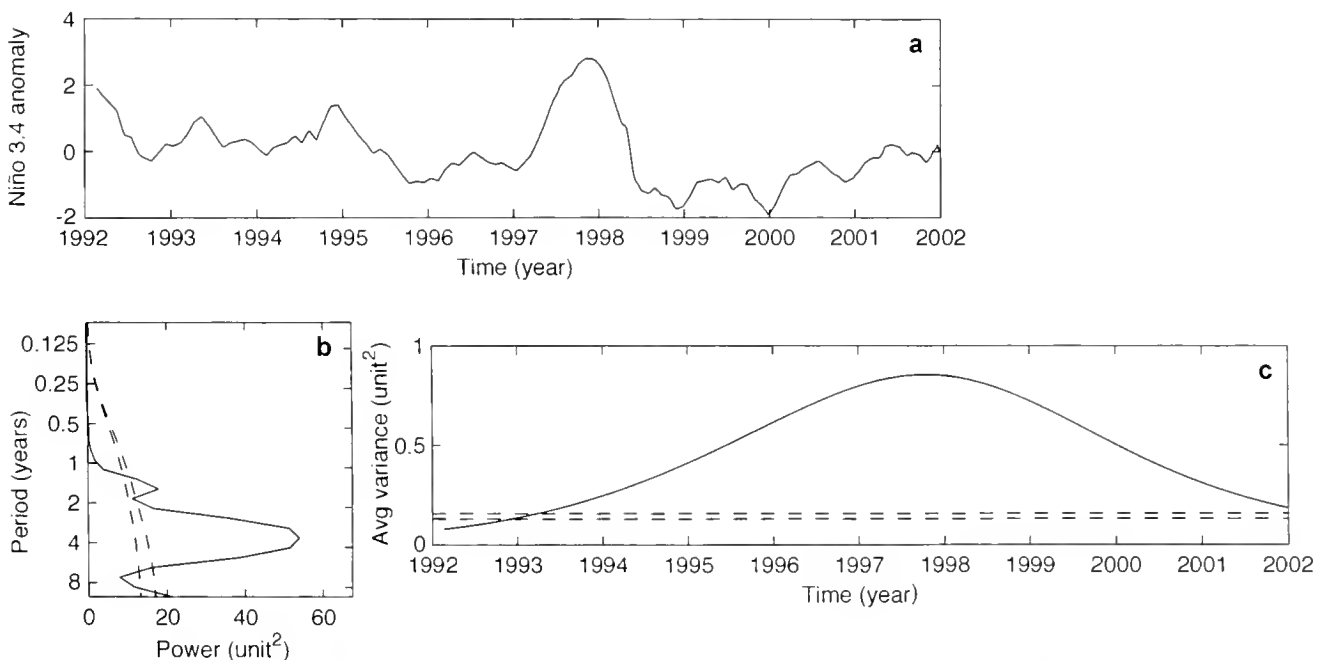 a
4
2
0
-2
Niño 3.4 anomaly
1992 1993 1994 1995 1996 1997 1998 1999 2000 2001 2002
Time (year)
b
0.125
0.25
0.5
1
2
4
8
Period (years)
0 20 40 60
Power (unit²)
c
1
0.5
0
Avg variance (unit²)
1992 1993 1994 1995 1996 1997 1998 1999 2000 2001 2002
Time (year)